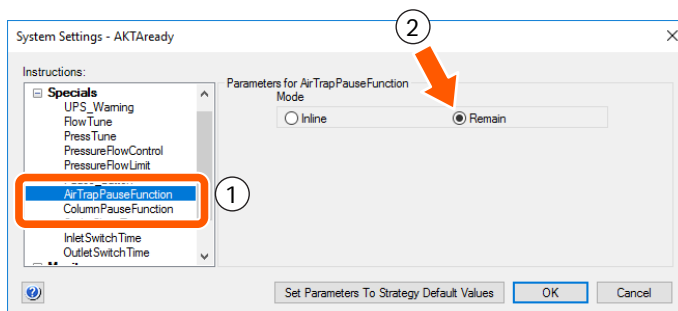 2
System Settings - AKTAready
Instructions:
Specials
UPS_Warning
FlowTune
PressTune
PressureFlowControl
PressureFlowLimit
AirTrapPauseFunction
ColumnPauseFunction
InletSwitchTime
OutletSwitchTime
1
Parameters for AirTrapPauseFunction
Mode
Inline Remain
Set Parameters To Strategy Default Values OK Cancel